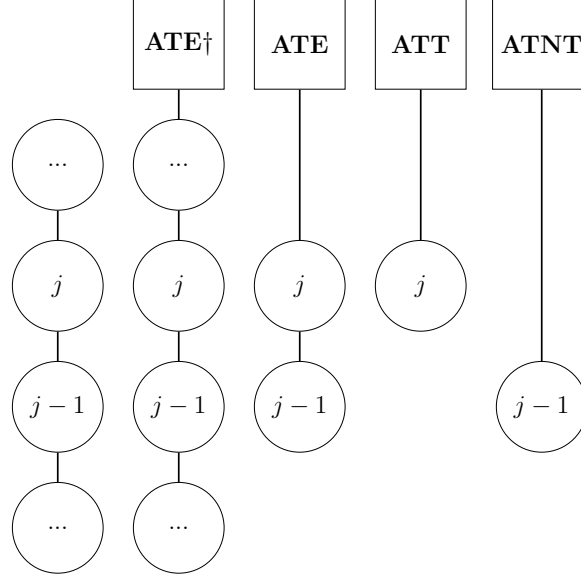 ATE† ATE ATT ATNT
... ...
j j j j
j − 1 j − 1 j − 1 j − 1
... ...